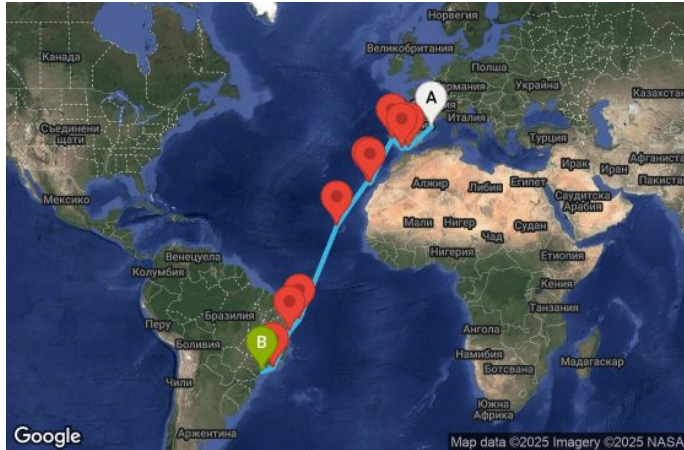 Норвегия
Канада
Великобритания
Полша
Германия
Украйна
Казахстан
A
Италия
Съединени
щати
Турция
Ирак
Афганистан
Иран
Пакистан
Алжир
Либия
Египет
Саудитска
Арабия
Мексико
Мали
Нигер
Судан
Чад
Венецуела
Нигерия
Етиопия
Колумбия
Кения
Бразилия
Танзания
Перу
Ангола
B
Боливия
Намибия
Мадагаскар
Ботсвана
Чили
Южна
Африка
Аржентина
Google
Map data ©2025 Imagery ©2025 NASA